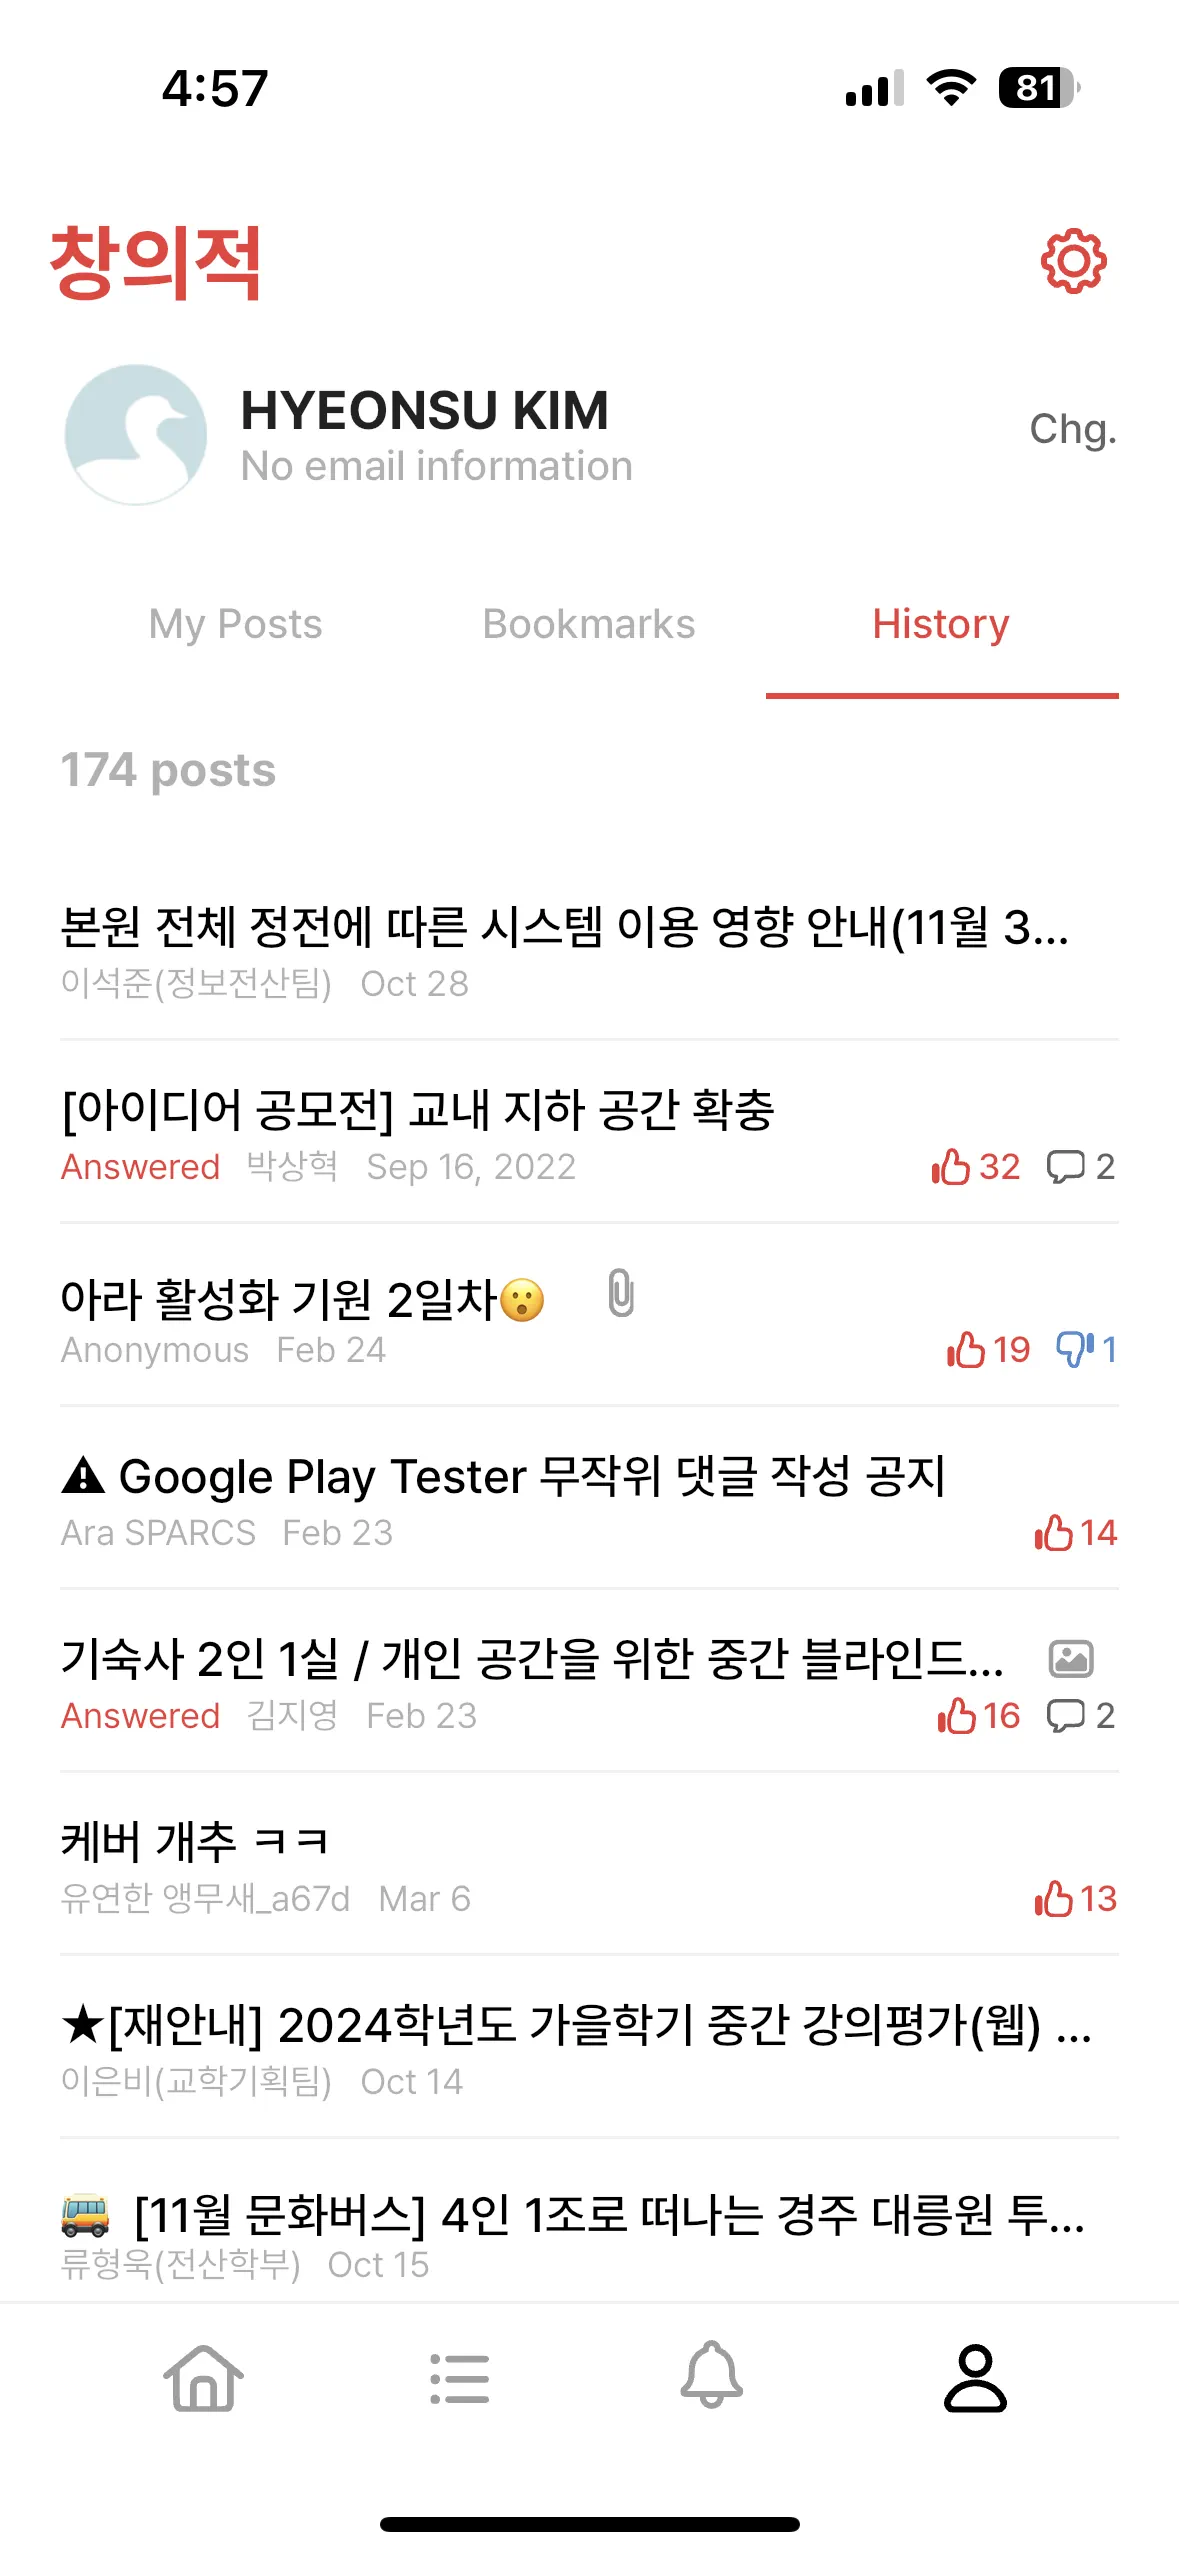 4:57
81
창의적
HYEONSU KIM
No email information
Chg.
My Posts Bookmarks History
174 posts
본원 전체 정전에 따른 시스템 이용 영향 안내(11월 3...
이석준(정보전산팀) Oct 28
[아이디어 공모전] 교내 지하 공간 확충
Answered 박상혁 Sep 16, 2022 32 2
아라 활성화 기원 2일차😮
Anonymous Feb 24 19 1
⚠ Google Play Tester 무작위 댓글 작성 공지
Ara SPARCS Feb 23 14
기숙사 2인 1실 / 개인 공간을 위한 중간 블라인드...
Answered 김지영 Feb 23 16 2
케버 개추 ㅋㅋ
유연한 앵무새_a67d Mar 6 13
★[재안내] 2024학년도 가을학기 중간 강의평가(웹) ...
이은비(교학기획팀) Oct 14
🚌 [11월 문화버스] 4인 1조로 떠나는 경주 대릉원 투...
류형욱(전산학부) Oct 15